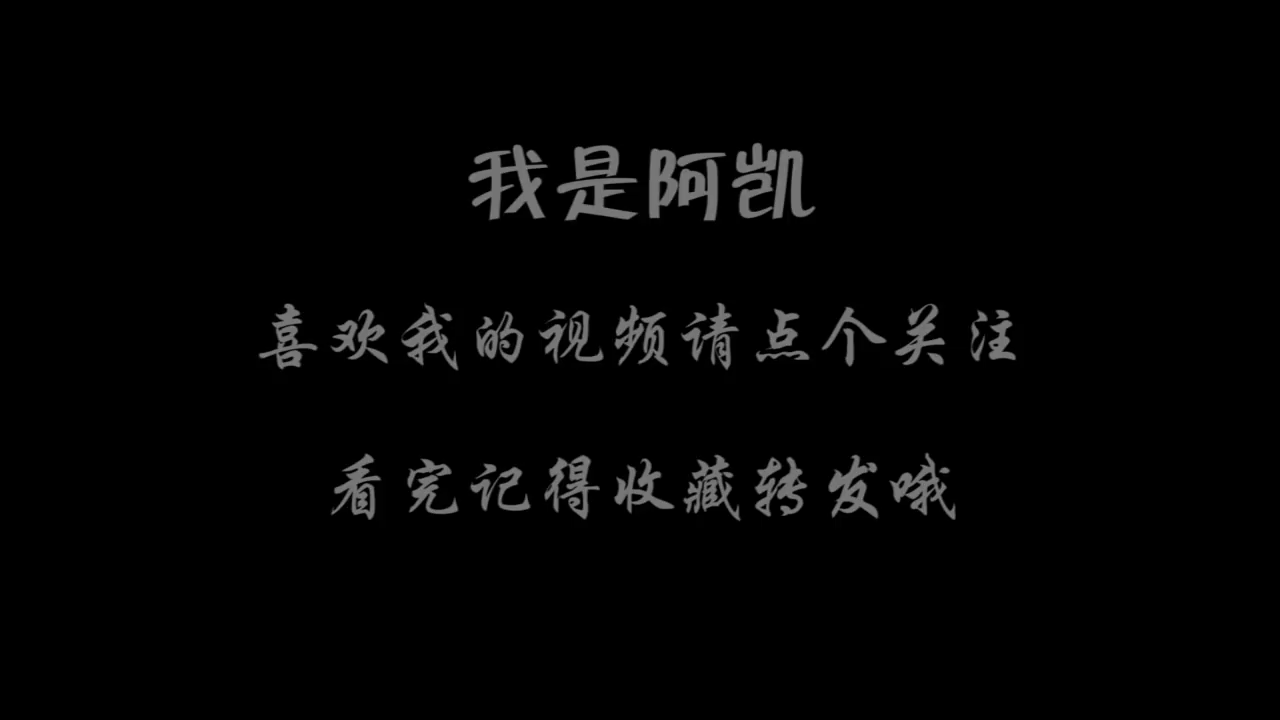 我是阿凯
喜欢我的视频请点个关注
看完记得收藏转发哦